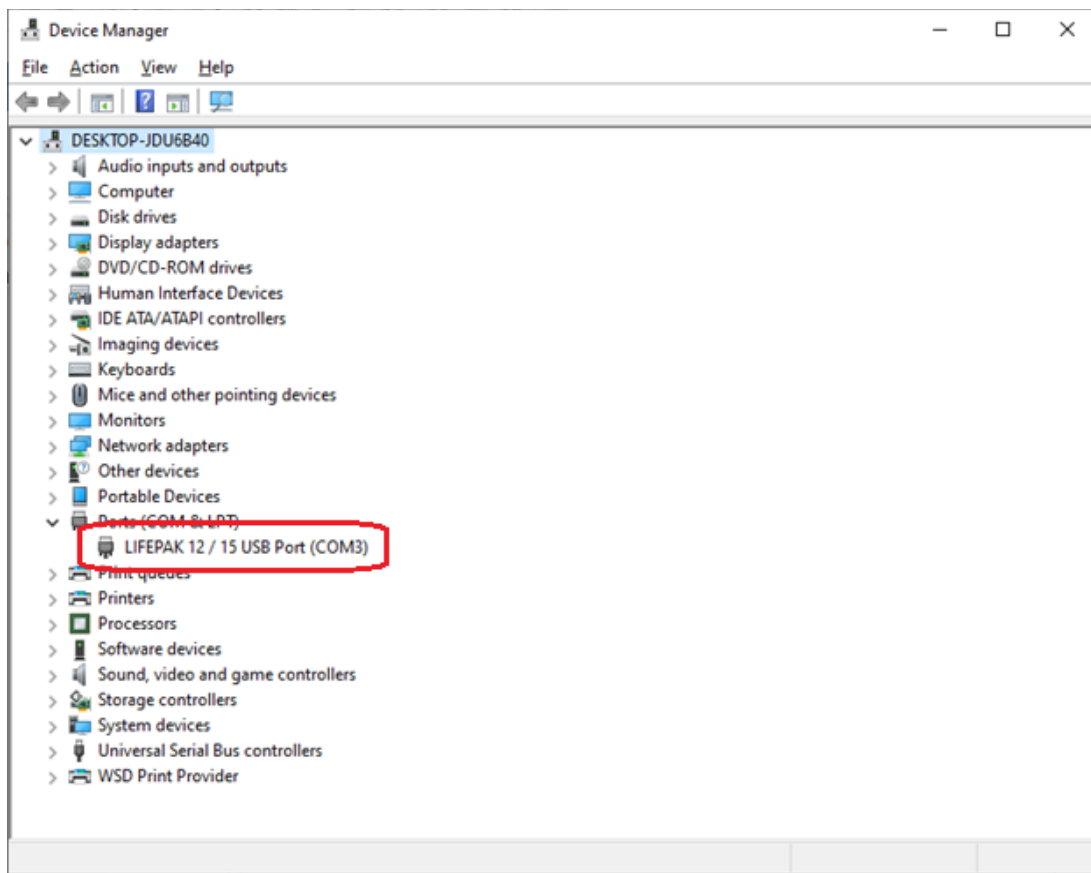 Device Manager
File Action View Help
DESKTOP-JDU6B40
Audio inputs and outputs
Computer
Disk drives
Display adapters
DVD/CD-ROM drives
Human Interface Devices
IDE ATA/ATAPI controllers
Imaging devices
Keyboards
Mice and other pointing devices
Monitors
Network adapters
Other devices
Portable Devices
Ports (COM & LPT)
LIFEPAK 12 / 15 USB Port (COM3)
Print queues
Printers
Processors
Software devices
Sound, video and game controllers
Storage controllers
System devices
Universal Serial Bus controllers
WSD Print Provider